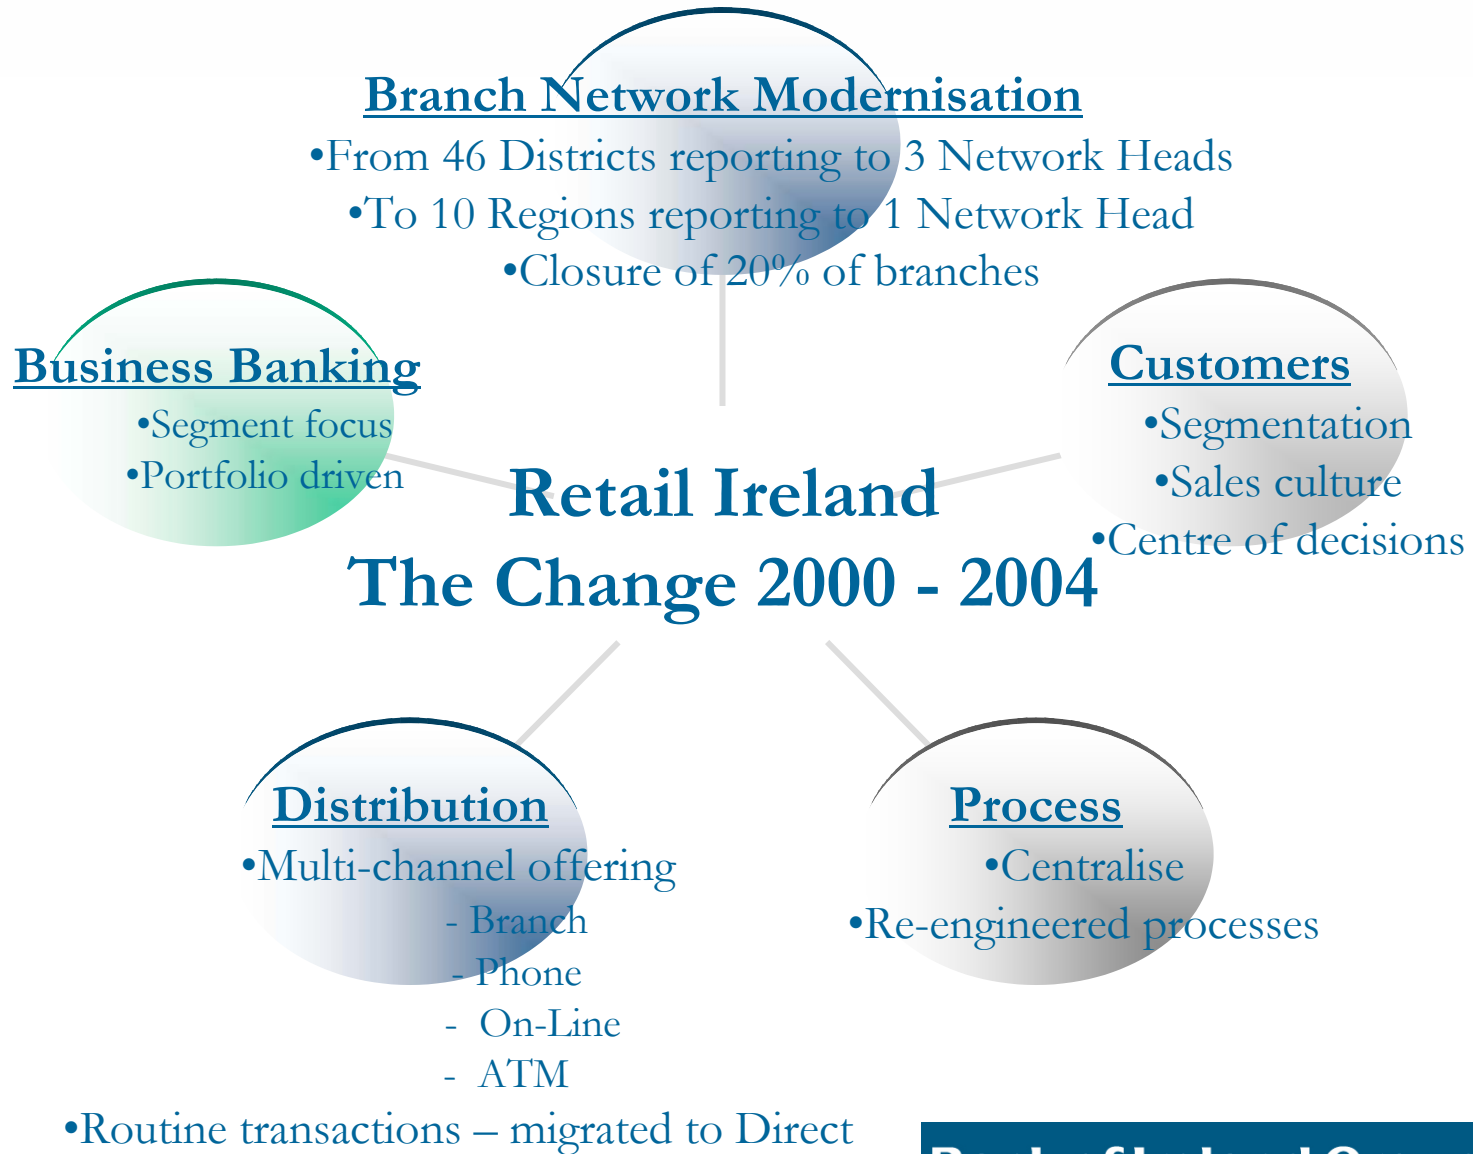 Branch Network Modernisation
•From 46 Districts reporting to 3 Network Heads
•To 10 Regions reporting to 1 Network Head
•Closure of 20% of branches
Business Banking
•Segment focus
•Portfolio driven
Customers
•Segmentation
•Sales culture
•Centre of decisions
Retail Ireland
The Change 2000 - 2004
Distribution
•Multi-channel offering
- Branch
- Phone
- On-Line
- ATM
•Routine transactions – migrated to Direct
Process
•Centralise
•Re-engineered processes